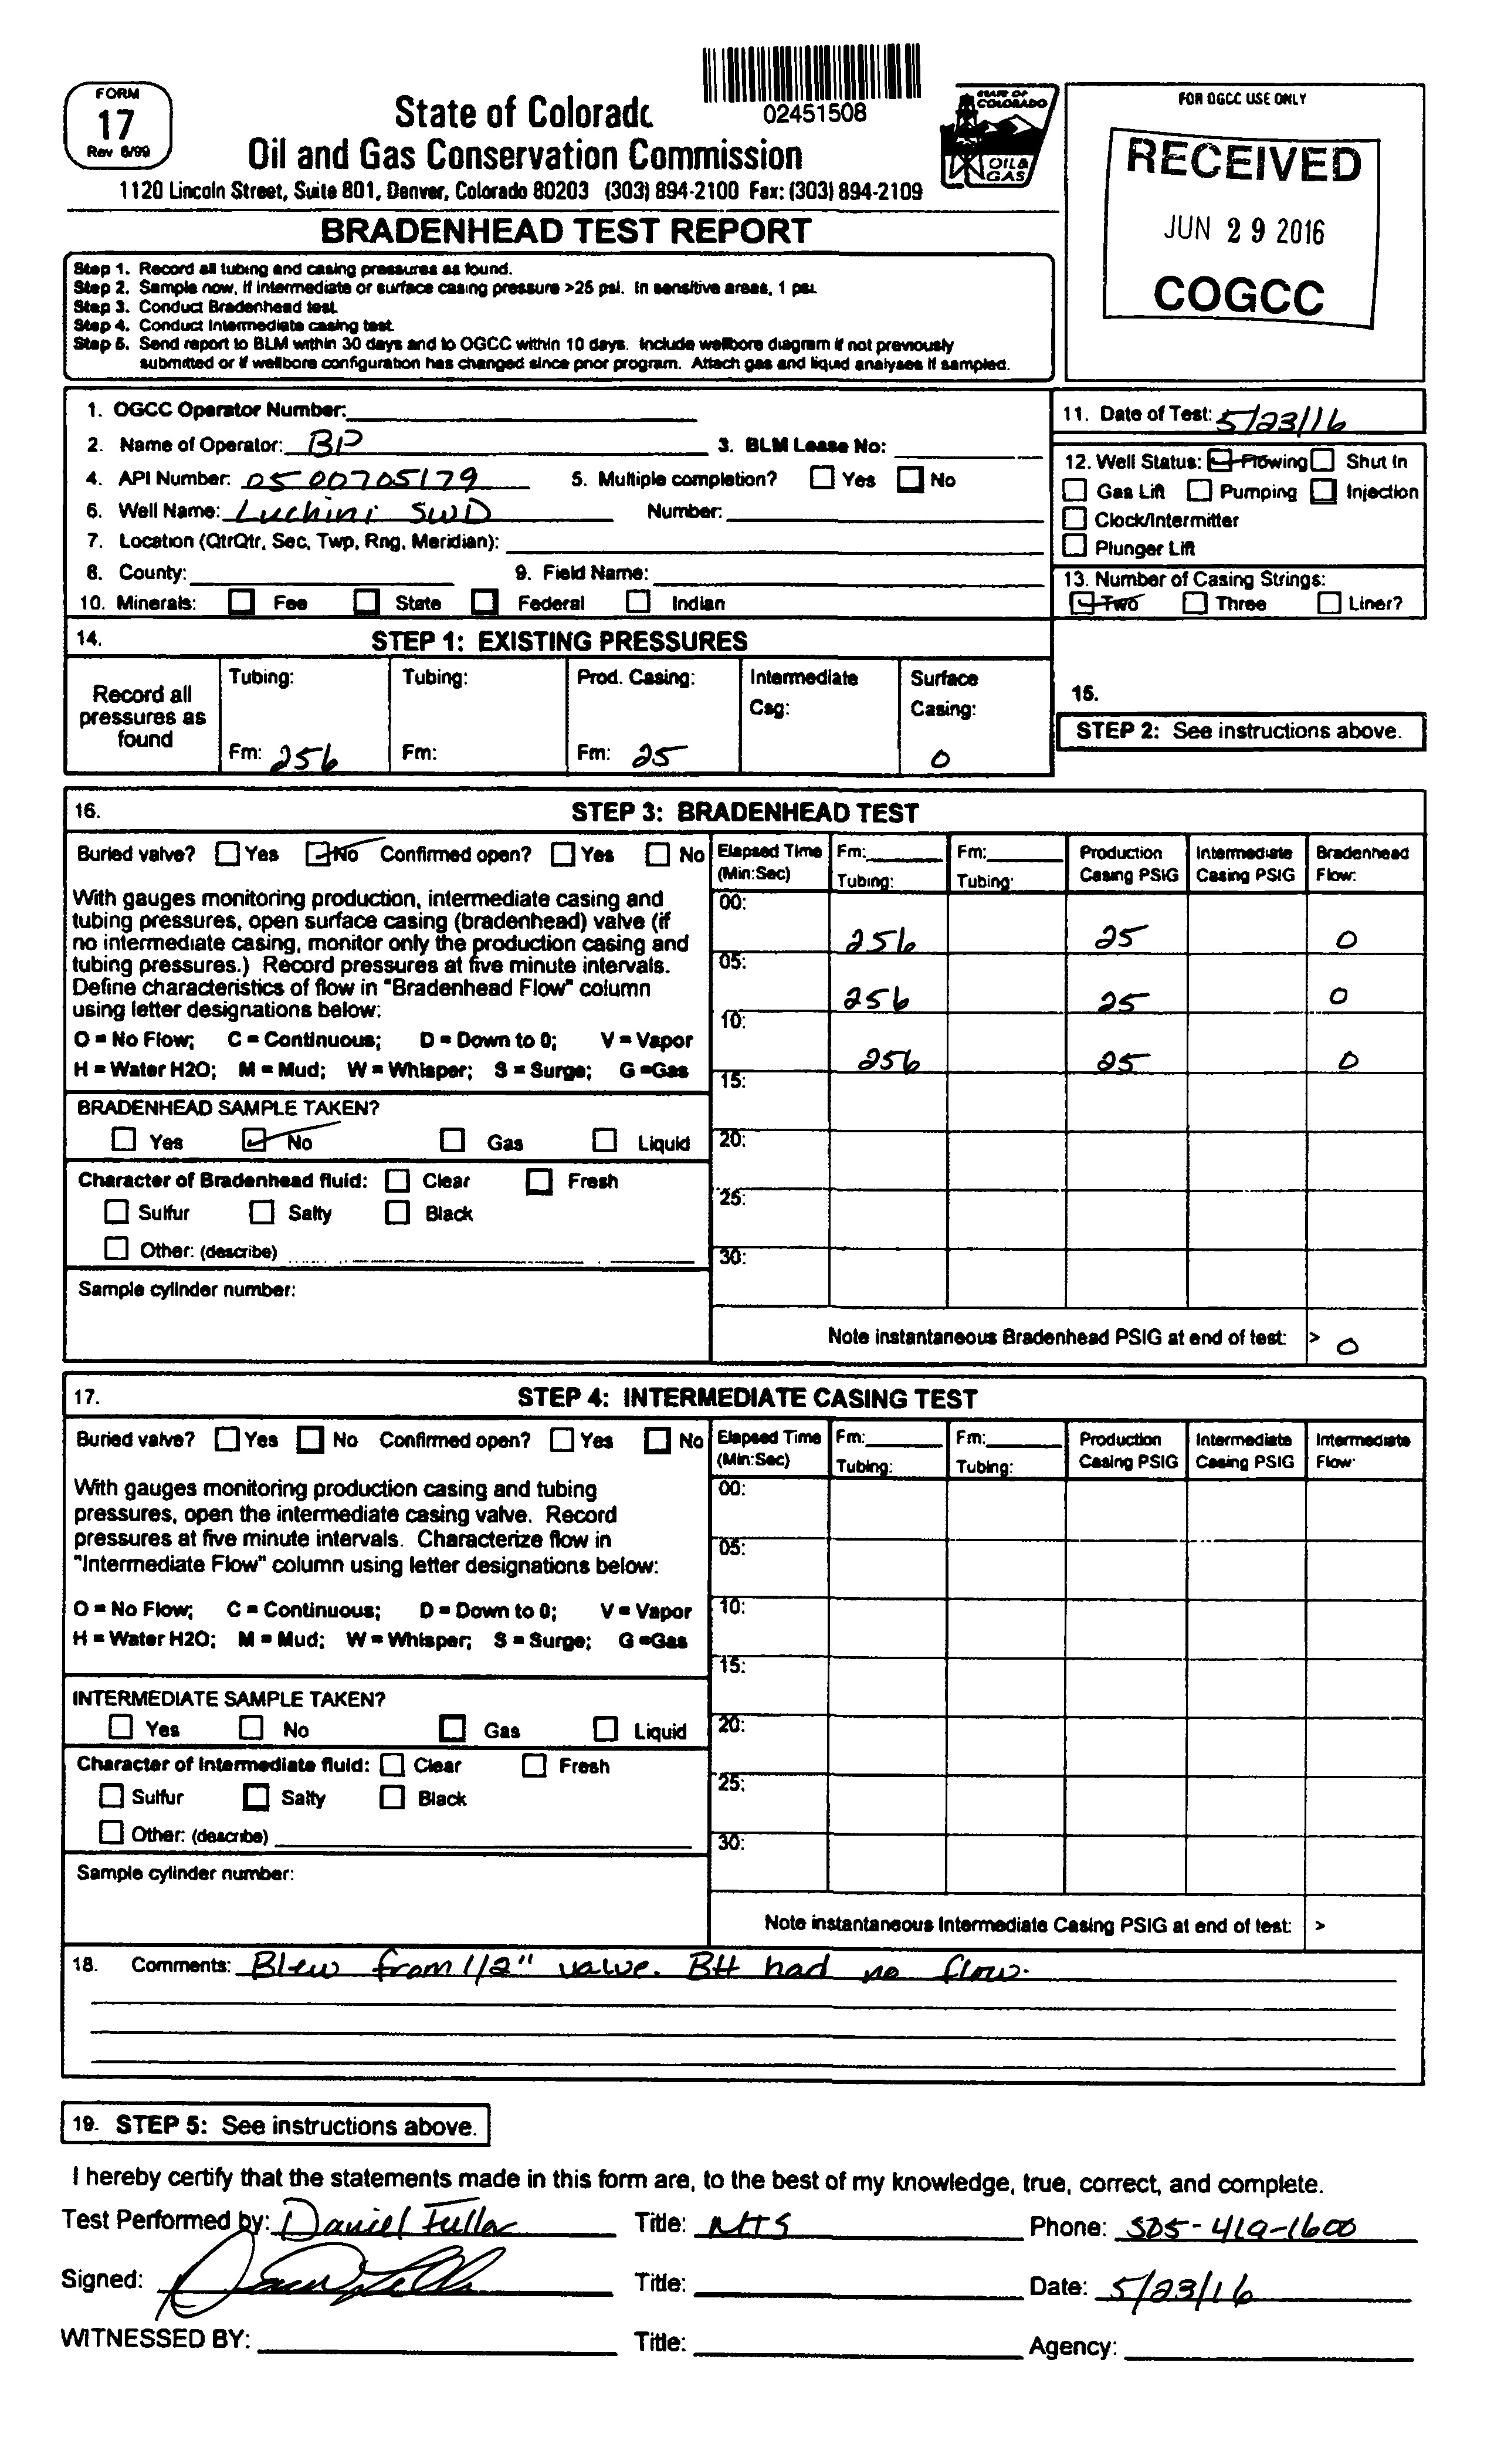 02451508
FORM
17
Rev 6/99
State of Colorado
Oil and Gas Conservation Commission
1120 Lincoln Street, Suite 801, Denver, Colorado 80203 (303) 894-2100 Fax: (303) 894-2109
STATE OF
COLORADO
OIL &
GAS
FOR OGCC USE ONLY
RECEIVED
JUN 29 2016
COGCC
BRADENHEAD TEST REPORT
Step 1. Record all tubing and casing pressures as found.
Step 2. Sample now, if intermediate or surface casing pressure >25 psi. In sensitive areas, 1 psi.
Step 3. Conduct Bradenhead test.
Step 4. Conduct Intermediate casing test.
Step 5. Send report to BLM within 30 days and to OGCC within 10 days. Include wellbore diagram if not previously
submitted or if wellbore configuration has changed since prior program. Attach gas and liquid analyses if sampled.
1. OGCC Operator Number:
2. Name of Operator: BP 3. BLM Lease No:
4. API Number: 05 00705179 5. Multiple completion? Yes No
6. Well Name: Luchini SWD Number:
7. Location (QtrQtr, Sec, Twp, Rng, Meridian):
8. County: 9. Field Name:
10. Minerals: Fee State Federal Indian
11. Date of Test: 5/23/16
12. Well Status: Flowing Shut In
Gas Lift Pumping Injection
Clock/Intermitter
Plunger Lift
13. Number of Casing Strings:
Two Three Liner?
14. STEP 1: EXISTING PRESSURES
Record all
pressures as
found
Tubing:
Fm: 256
Tubing:
Fm:
Prod. Casing:
Fm: 25
Intermediate
Csg:
Surface
Casing:
0
15.
STEP 2: See instructions above.
16. STEP 3: BRADENHEAD TEST
Buried valve? Yes No Confirmed open? Yes No
With gauges monitoring production, intermediate casing and
tubing pressures, open surface casing (bradenhead) valve (if
no intermediate casing, monitor only the production casing and
tubing pressures.) Record pressures at five minute intervals.
Define characteristics of flow in "Bradenhead Flow" column
using letter designations below:
O = No Flow; C = Continuous; D = Down to 0; V = Vapor
H = Water H2O; M = Mud; W = Whisper; S = Surge; G =Gas
BRADENHEAD SAMPLE TAKEN?
Yes No Gas Liquid
Character of Bradenhead fluid: Clear Fresh
Sulfur Salty Black
Other: (describe)
Sample cylinder number:
Elapsed Time Fm: Fm: Production Intermediate Bradenhead
(Min:Sec) Tubing: Tubing: Casing PSIG Casing PSIG Flow:
00: 256 25 0
05: 256 25 0
10: 256 25 0
15:
20:
25:
30:
Note instantaneous Bradenhead PSIG at end of test: > 0
17. STEP 4: INTERMEDIATE CASING TEST
Buried valve? Yes No Confirmed open? Yes No
With gauges monitoring production casing and tubing
pressures, open the intermediate casing valve. Record
pressures at five minute intervals. Characterize flow in
"Intermediate Flow" column using letter designations below:
O = No Flow; C = Continuous; D = Down to 0; V = Vapor
H = Water H2O; M = Mud; W = Whisper; S = Surge; G =Gas
INTERMEDIATE SAMPLE TAKEN?
Yes No Gas Liquid
Character of Intermediate fluid: Clear Fresh
Sulfur Salty Black
Other: (describe)
Sample cylinder number:
Elapsed Time Fm: Fm: Production Intermediate Intermediate
(Min:Sec) Tubing: Tubing: Casing PSIG Casing PSIG Flow:
00:
05:
10:
15:
20:
25:
30:
Note instantaneous Intermediate Casing PSIG at end of test: >
18. Comments: Blew from 1/2" valve. BH had no flow.
19. STEP 5: See instructions above.
I hereby certify that the statements made in this form are, to the best of my knowledge, true, correct, and complete.
Test Performed by: Daniel Fuller Title: NHS Phone: 505-419-1600
Signed: Title: Date: 5/23/16
WITNESSED BY: Title: Agency: